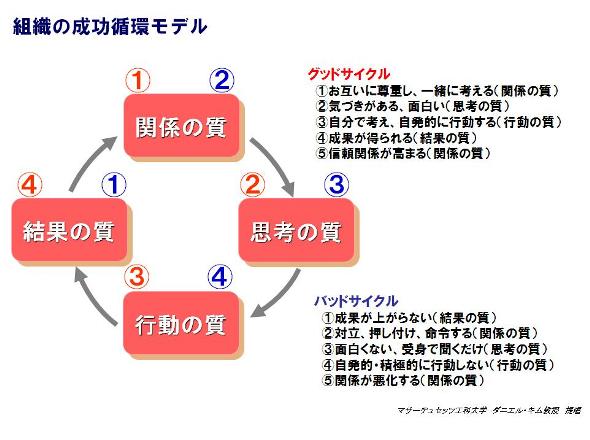 組織の成功循環モデル
① ②
関係の質
グッドサイクル
①お互いに尊重し、一緒に考える(関係の質)
②気づきがある、面白い(思考の質)
③自分で考え、自発的に行動する(行動の質)
④成果が得られる(結果の質)
⑤信頼関係が高まる(関係の質)
④ ①
結果の質
② ③
思考の質
③ ④
行動の質
バッドサイクル
①成果が上がらない(結果の質)
②対立、押し付け、命令する(関係の質)
③面白くない、受身で聞くだけ(思考の質)
④自発的・積極的に行動しない(行動の質)
⑤関係が悪化する(関係の質)
マサーチュセッツ工科大学 ダニエル・キム教授 提唱